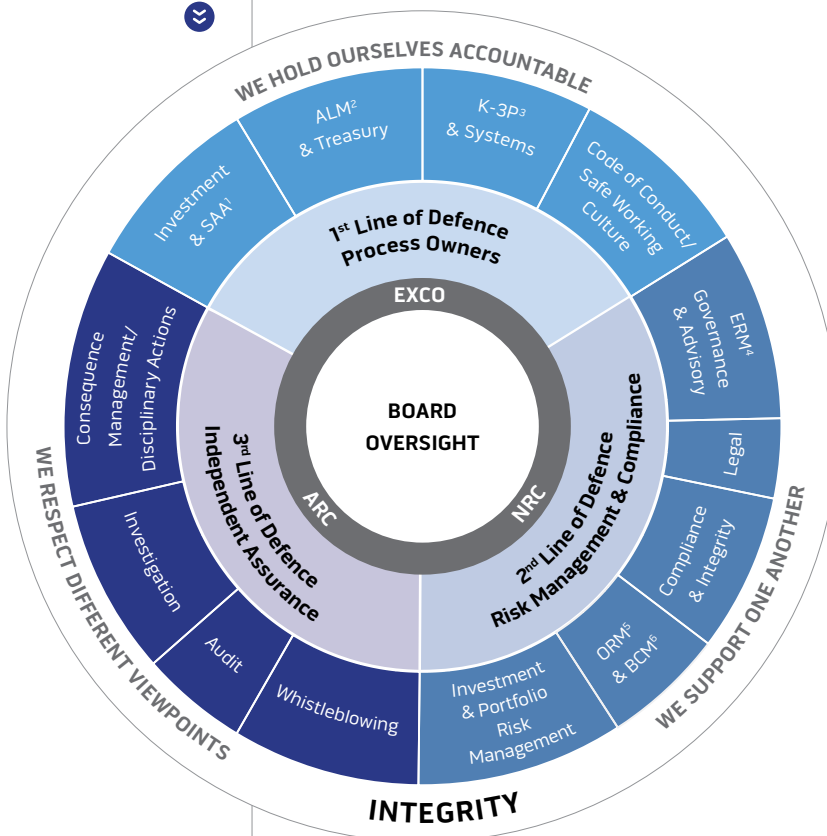 WE HOLD OURSELVES ACCOUNTABLE
ALM²
& Treasury
K-3P³
& Systems
Investment
& SAA¹
Code of Conduct/
Safe Working
Culture
1st Line of Defence
Process Owners
EXCO
ERM⁴
Governance
& Advisory
Legal
Compliance
& Integrity
ORM⁵
& BCM⁶
Investment
& Portfolio
Risk
Management
2nd Line of Defence
Risk Management & Compliance
NRC
BOARD
OVERSIGHT
ARC
3rd Line of Defence
Independent Assurance
Consequence
Management/
Disciplinary Actions
Investigation
Audit
Whistleblowing
WE RESPECT DIFFERENT VIEWPOINTS
WE SUPPORT ONE ANOTHER
INTEGRITY